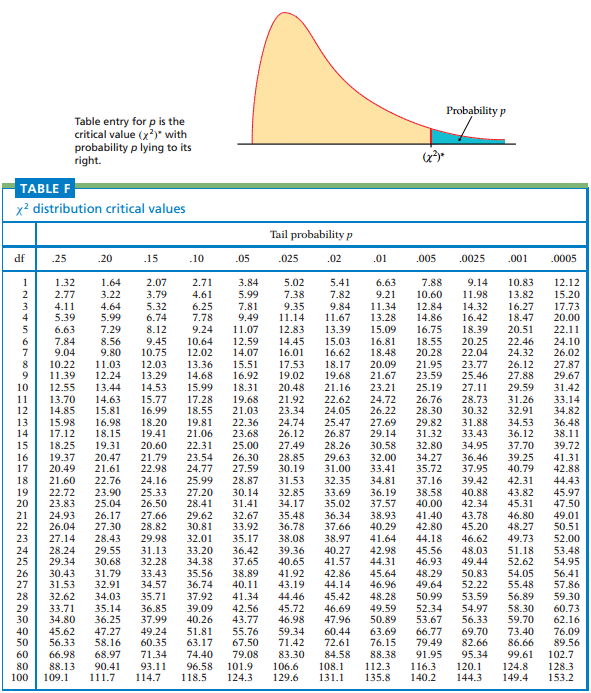 Probability p
Table entry for p is the
critical value (χ²)* with
probability p lying to its
right.
(χ²)*
TABLE F
χ² distribution critical values
Tail probability p
df .25 .20 .15 .10 .05 .025 .02 .01 .005 .0025 .001 .0005
1 1.32 1.64 2.07 2.71 3.84 5.02 5.41 6.63 7.88 9.14 10.83 12.12
2 2.77 3.22 3.79 4.61 5.99 7.38 7.82 9.21 10.60 11.98 13.82 15.20
3 4.11 4.64 5.32 6.25 7.81 9.35 9.84 11.34 12.84 14.32 16.27 17.73
4 5.39 5.99 6.74 7.78 9.49 11.14 11.67 13.28 14.86 16.42 18.47 20.00
5 6.63 7.29 8.12 9.24 11.07 12.83 13.39 15.09 16.75 18.39 20.51 22.11
6 7.84 8.56 9.45 10.64 12.59 14.45 15.03 16.81 18.55 20.25 22.46 24.10
7 9.04 9.80 10.75 12.02 14.07 16.01 16.62 18.48 20.28 22.04 24.32 26.02
8 10.22 11.03 12.03 13.36 15.51 17.53 18.17 20.09 21.95 23.77 26.12 27.87
9 11.39 12.24 13.29 14.68 16.92 19.02 19.68 21.67 23.59 25.46 27.88 29.67
10 12.55 13.44 14.53 15.99 18.31 20.48 21.16 23.21 25.19 27.11 29.59 31.42
11 13.70 14.63 15.77 17.28 19.68 21.92 22.62 24.72 26.76 28.73 31.26 33.14
12 14.85 15.81 16.99 18.55 21.03 23.34 24.05 26.22 28.30 30.32 32.91 34.82
13 15.98 16.98 18.20 19.81 22.36 24.74 25.47 27.69 29.82 31.88 34.53 36.48
14 17.12 18.15 19.41 21.06 23.68 26.12 26.87 29.14 31.32 33.43 36.12 38.11
15 18.25 19.31 20.60 22.31 25.00 27.49 28.26 30.58 32.80 34.95 37.70 39.72
16 19.37 20.47 21.79 23.54 26.30 28.85 29.63 32.00 34.27 36.46 39.25 41.31
17 20.49 21.61 22.98 24.77 27.59 30.19 31.00 33.41 35.72 37.95 40.79 42.88
18 21.60 22.76 24.16 25.99 28.87 31.53 32.35 34.81 37.16 39.42 42.31 44.43
19 22.72 23.90 25.33 27.20 30.14 32.85 33.69 36.19 38.58 40.88 43.82 45.97
20 23.83 25.04 26.50 28.41 31.41 34.17 35.02 37.57 40.00 42.34 45.31 47.50
21 24.93 26.17 27.66 29.62 32.67 35.48 36.34 38.93 41.40 43.78 46.80 49.01
22 26.04 27.30 28.82 30.81 33.92 36.78 37.66 40.29 42.80 45.20 48.27 50.51
23 27.14 28.43 29.98 32.01 35.17 38.08 38.97 41.64 44.18 46.62 49.73 52.00
24 28.24 29.55 31.13 33.20 36.42 39.36 40.27 42.98 45.56 48.03 51.18 53.48
25 29.34 30.68 32.28 34.38 37.65 40.65 41.57 44.31 46.93 49.44 52.62 54.95
26 30.43 31.79 33.43 35.56 38.89 41.92 42.86 45.64 48.29 50.83 54.05 56.41
27 31.53 32.91 34.57 36.74 40.11 43.19 44.14 46.96 49.64 52.22 55.48 57.86
28 32.62 34.03 35.71 37.92 41.34 44.46 45.42 48.28 50.99 53.59 56.89 59.30
29 33.71 35.14 36.85 39.09 42.56 45.72 46.69 49.59 52.34 54.97 58.30 60.73
30 34.80 36.25 37.99 40.26 43.77 46.98 47.96 50.89 53.67 56.33 59.70 62.16
40 45.62 47.27 49.24 51.81 55.76 59.34 60.44 63.69 66.77 69.70 73.40 76.09
50 56.33 58.16 60.35 63.17 67.50 71.42 72.61 76.15 79.49 82.66 86.66 89.56
60 66.98 68.97 71.34 74.40 79.08 83.30 84.58 88.38 91.95 95.34 99.61 102.7
80 88.13 90.41 93.11 96.58 101.9 106.6 108.1 112.3 116.3 120.1 124.8 128.3
100 109.1 111.7 114.7 118.5 124.3 129.6 131.1 135.8 140.2 144.3 149.4 153.2